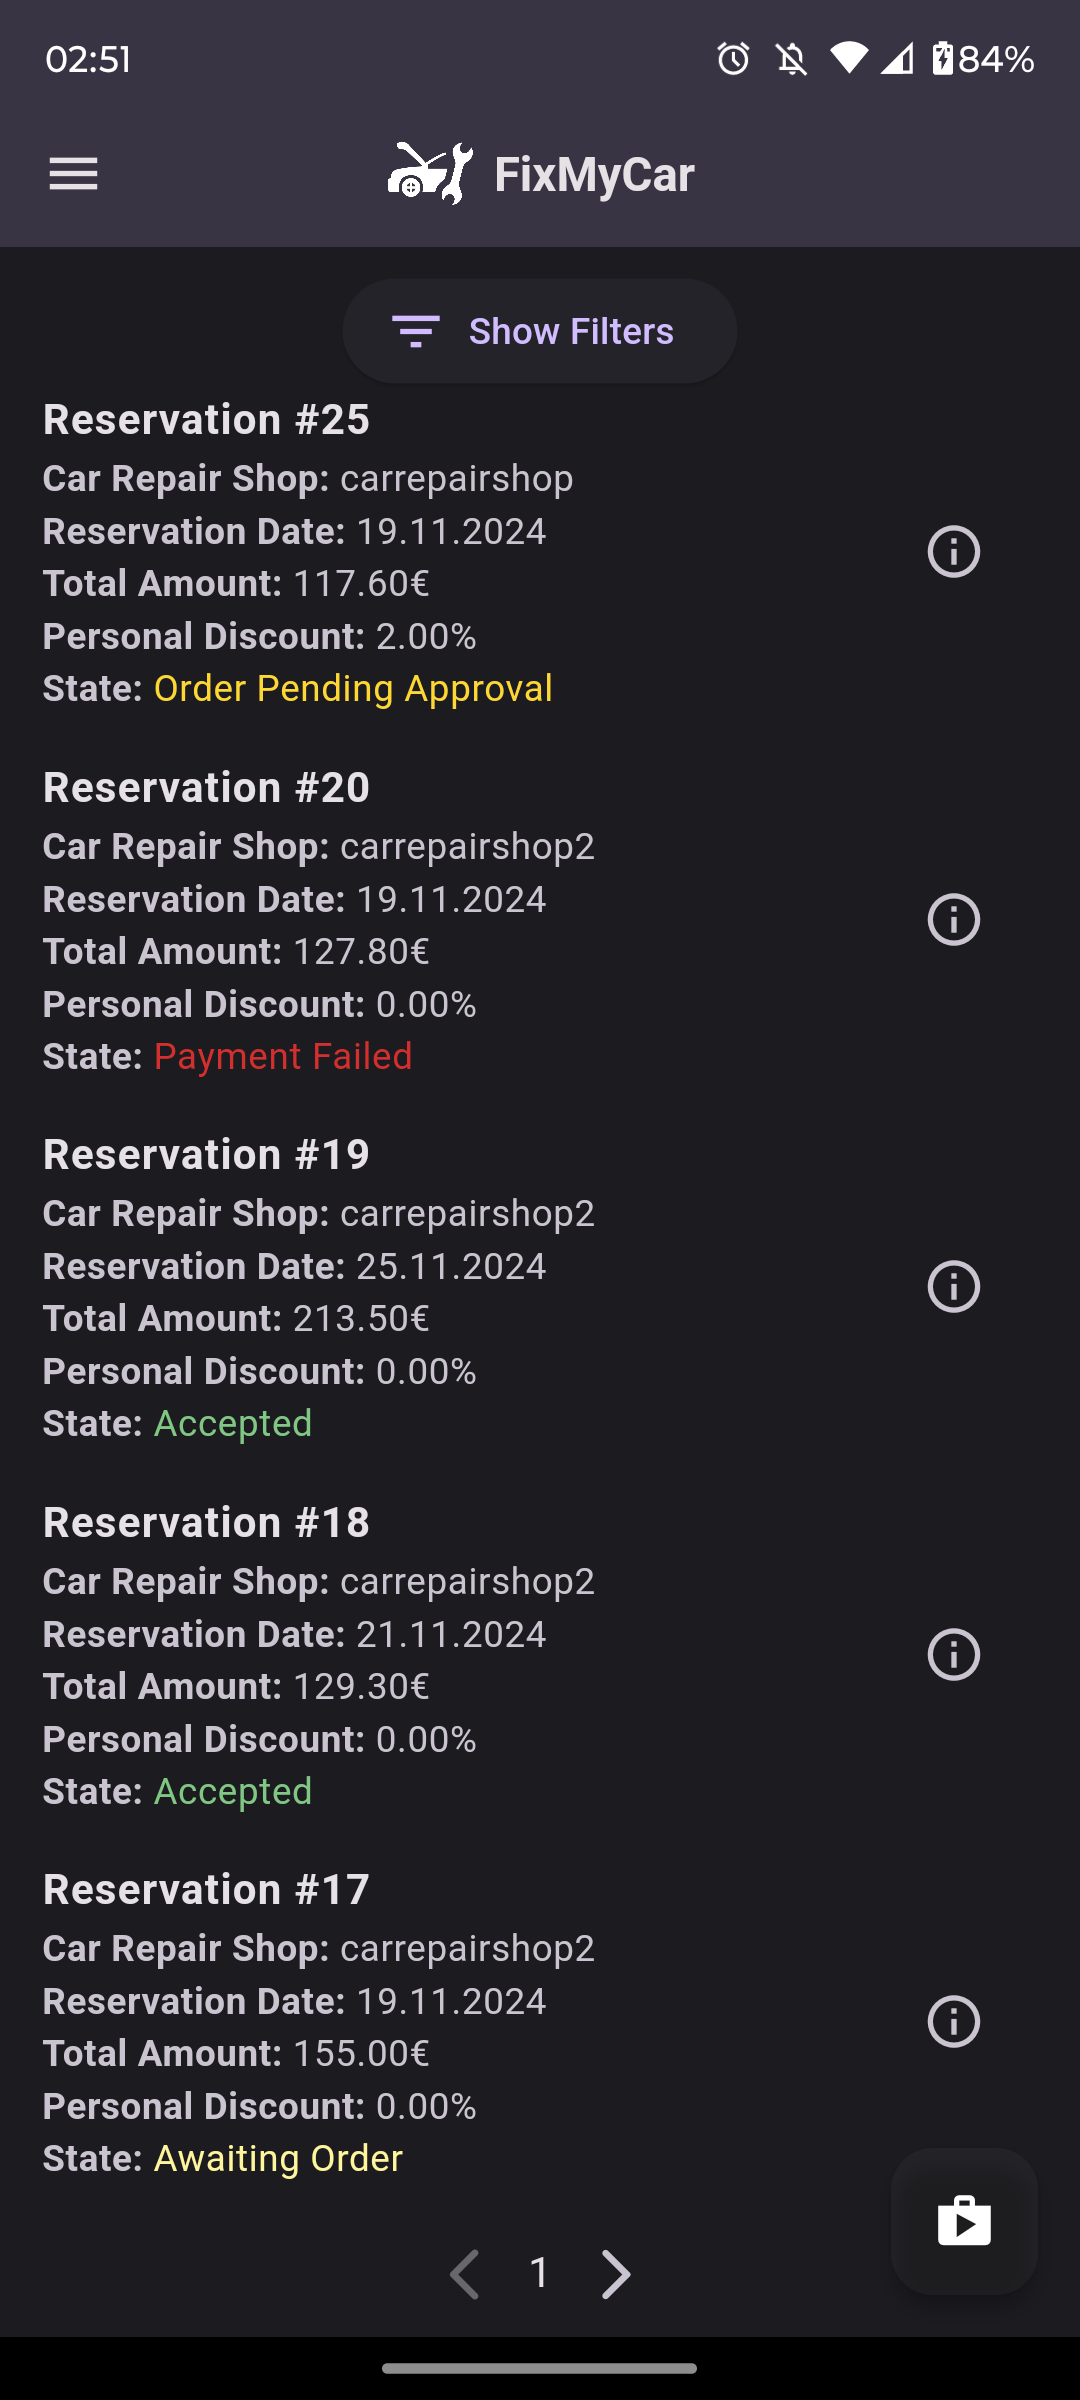 02:51
84%
FixMyCar
Show Filters
Reservation #25
Car Repair Shop: carrepairshop
Reservation Date: 19.11.2024
Total Amount: 117.60€
Personal Discount: 2.00%
State: Order Pending Approval
Reservation #20
Car Repair Shop: carrepairshop2
Reservation Date: 19.11.2024
Total Amount: 127.80€
Personal Discount: 0.00%
State: Payment Failed
Reservation #19
Car Repair Shop: carrepairshop2
Reservation Date: 25.11.2024
Total Amount: 213.50€
Personal Discount: 0.00%
State: Accepted
Reservation #18
Car Repair Shop: carrepairshop2
Reservation Date: 21.11.2024
Total Amount: 129.30€
Personal Discount: 0.00%
State: Accepted
Reservation #17
Car Repair Shop: carrepairshop2
Reservation Date: 19.11.2024
Total Amount: 155.00€
Personal Discount: 0.00%
State: Awaiting Order
1